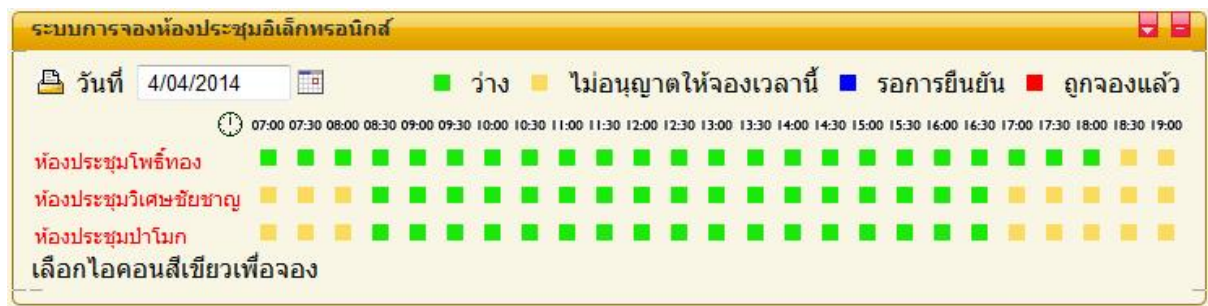 ระบบการจองห้องประชุมอิเล็กทรอนิกส์
วันที่ 4/04/2014 ว่าง ไม่อนุญาตให้จองเวลานี้ รอการยืนยัน ถูกจองแล้ว
07:00 07:30 08:00 08:30 09:00 09:30 10:00 10:30 11:00 11:30 12:00 12:30 13:00 13:30 14:00 14:30 15:00 15:30 16:00 16:30 17:00 17:30 18:00 18:30 19:00
ห้องประชุมโพธิ์ทอง
ห้องประชุมวิเศษชัยชาญ
ห้องประชุมป่าโมก
เลือกไอคอนสีเขียวเพื่อจอง